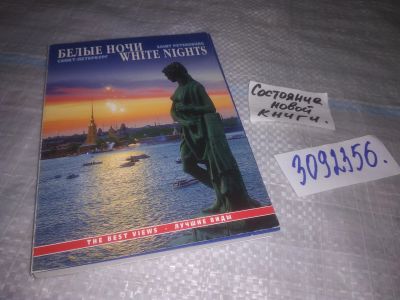 БЕЛЫЕ НОЧИ
САНКТ-ПЕТЕРБУРГ
SAINT PETERSBURG
WHITE NIGHTS
THE BEST VIEWS • ЛУЧШИЕ ВИДЫ
Состояние
новой
книги.
3092356.